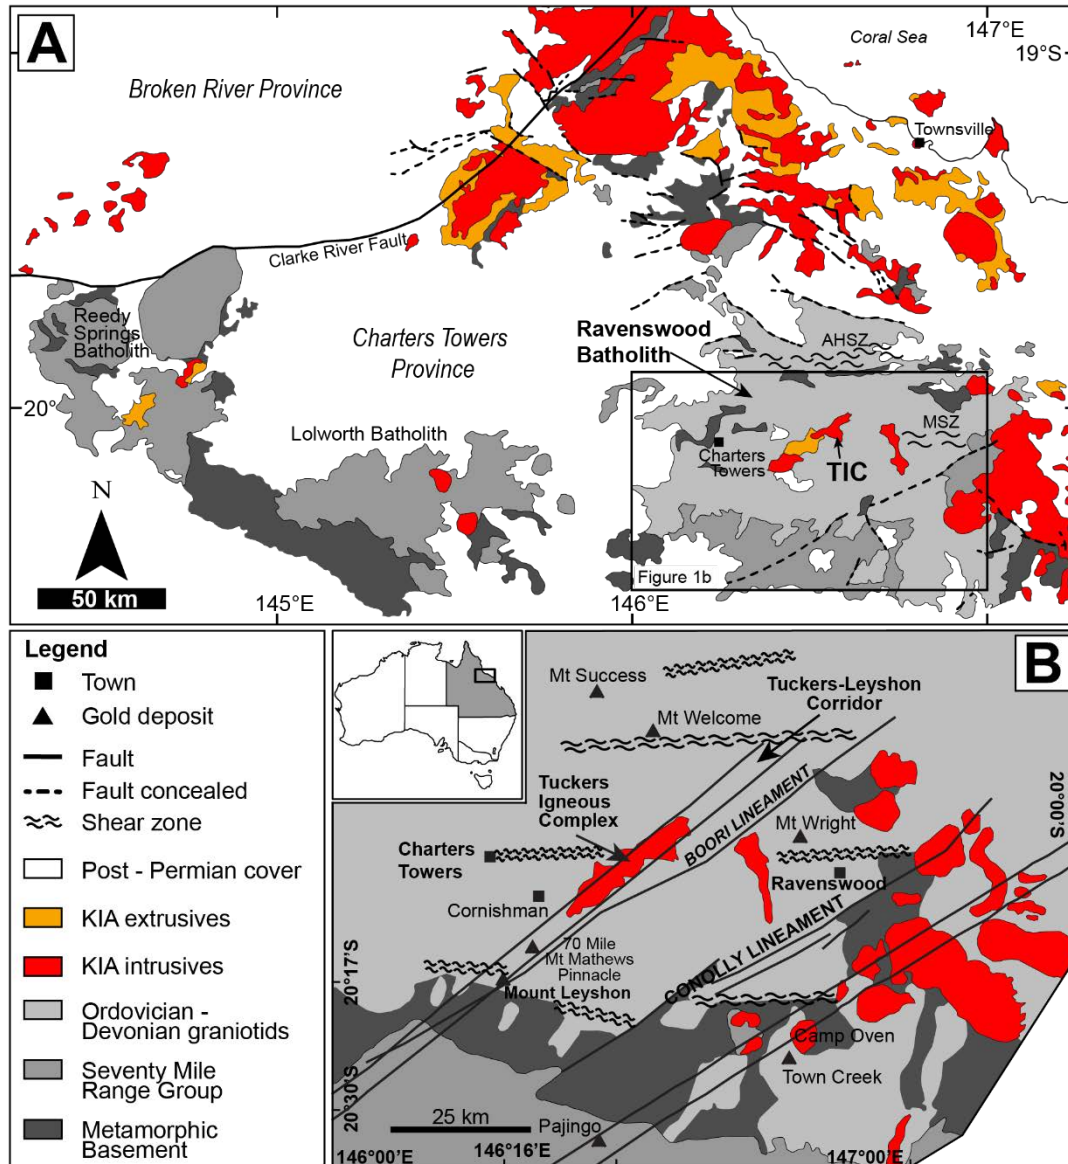 A
Broken River Province
Coral Sea
147°E
19°S
Townsville
Clarke River Fault
Reedy
Springs
Batholith
Charters Towers
Province
Ravenswood
Batholith
AHSZ
20°
Lolworth Batholith
MSZ
Charters
Towers
TIC
N
50 km
145°E
146°E
Figure 1b
Legend
Town
Gold deposit
Fault
Fault concealed
Shear zone
Post - Permian cover
KIA extrusives
KIA intrusives
Ordovician -
Devonian graniotids
Seventy Mile
Range Group
Metamorphic
Basement
B
Mt Success
Tuckers-Leyshon
Corridor
Mt Welcome
Tuckers
Igneous
Complex
BOORI LINEAMENT
20°00'S
Mt Wright
Charters
Towers
Ravenswood
Cornishman
CONOLLY LINEAMENT
70 Mile
Mt Mathews
Pinnacle
Mount Leyshon
20°17'S
Camp Oven
Town Creek
20°30'S
25 km
Pajingo
146°00'E
146°16'E
147°00'E